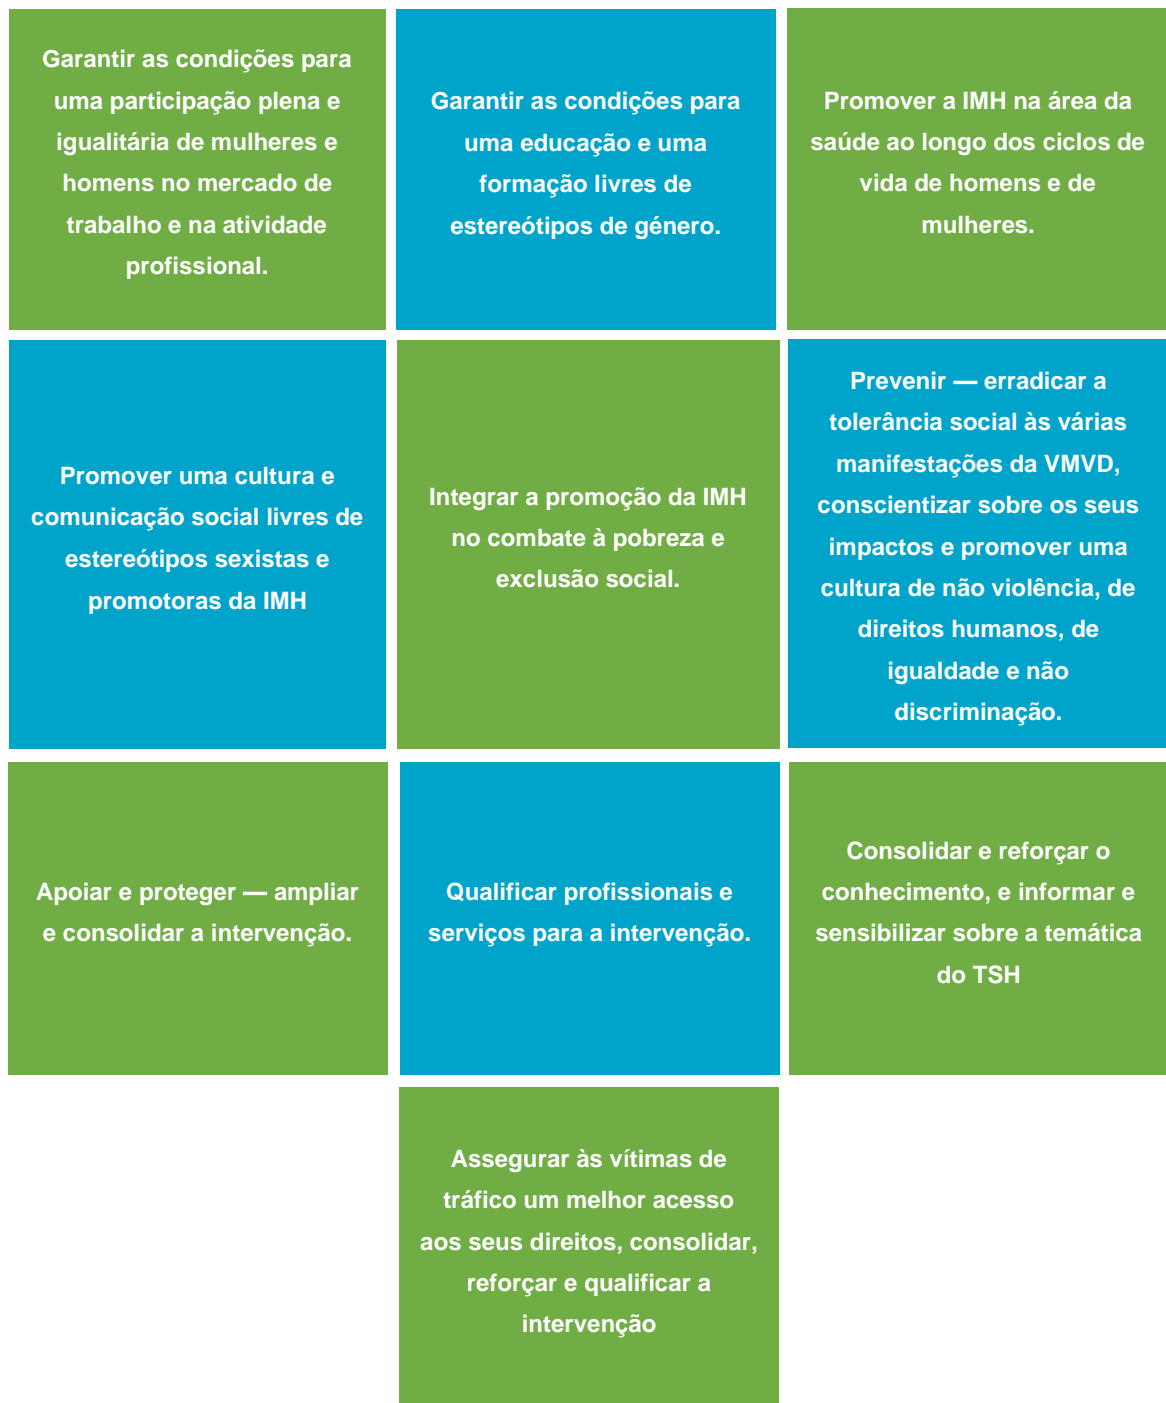 Garantir as condições para
uma participação plena e
igualitária de mulheres e
homens no mercado de
trabalho e na atividade
profissional.
Garantir as condições para
uma educação e uma
formação livres de
estereótipos de género.
Promover a IMH na área da
saúde ao longo dos ciclos de
vida de homens e de
mulheres.
Promover uma cultura e
comunicação social livres de
estereótipos sexistas e
promotoras da IMH
Integrar a promoção da IMH
no combate à pobreza e
exclusão social.
Prevenir — erradicar a
tolerância social às várias
manifestações da VMVD,
conscientizar sobre os seus
impactos e promover uma
cultura de não violência, de
direitos humanos, de
igualdade e não
discriminação.
Apoiar e proteger — ampliar
e consolidar a intervenção.
Qualificar profissionais e
serviços para a intervenção.
Consolidar e reforçar o
conhecimento, e informar e
sensibilizar sobre a temática
do TSH
Assegurar às vítimas de
tráfico um melhor acesso
aos seus direitos, consolidar,
reforçar e qualificar a
intervenção